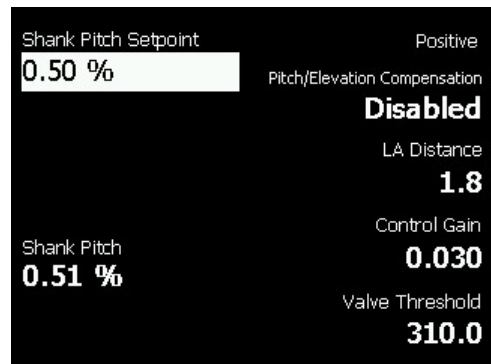 Shank Pitch Setpoint
0.50 %
Shank Pitch
0.51 %
Positive
Pitch/Elevation Compensation
Disabled
LA Distance
1.8
Control Gain
0.030
Valve Threshold
310.0